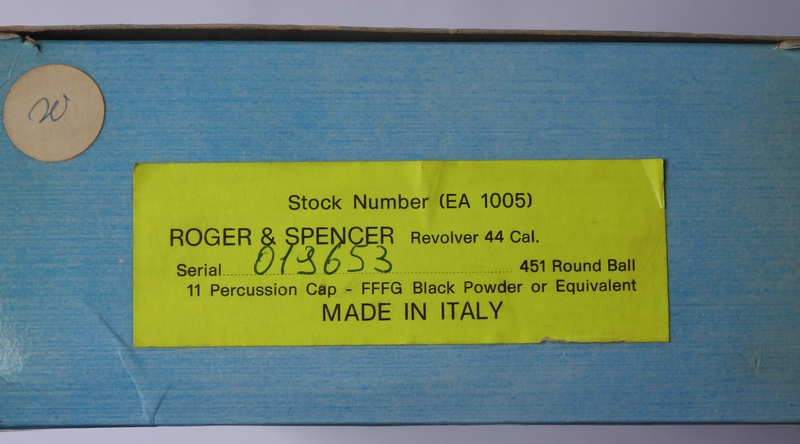 Stock Number (EA 1005)
ROGER & SPENCER Revolver 44 Cal.
Serial 019653 451 Round Ball
11 Percussion Cap - FFFG Black Powder or Equivalent
MADE IN ITALY